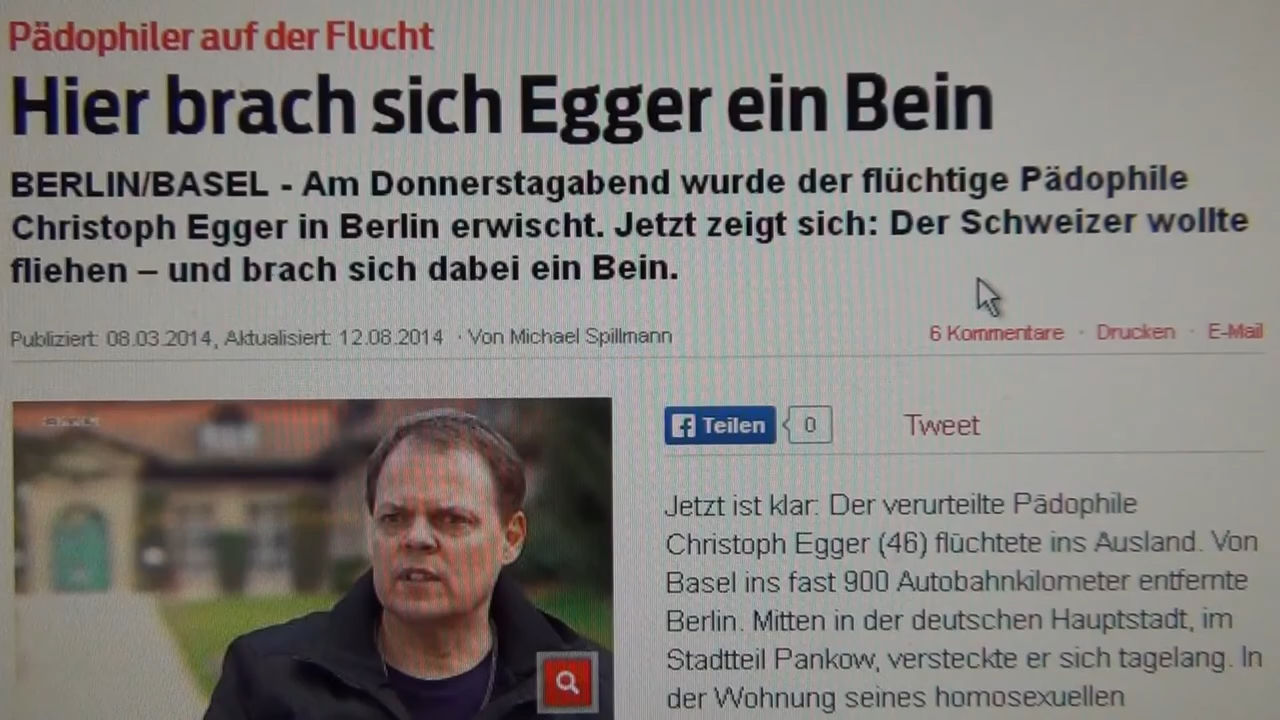 Pädophiler auf der Flucht
Hier brach sich Egger ein Bein
BERLIN/BASEL - Am Donnerstagabend wurde der flüchtige Pädophile
Christoph Egger in Berlin erwischt. Jetzt zeigt sich: Der Schweizer wollte
fliehen – und brach sich dabei ein Bein.
Publiziert: 08.03.2014, Aktualisiert: 12.08.2014 · Von Michael Spillmann
6 Kommentare · Drucken · E-Mail
Teilen 0 Tweet
Jetzt ist klar: Der verurteilte Pädophile
Christoph Egger (46) flüchtete ins Ausland. Von
Basel ins fast 900 Autobahnkilometer entfernte
Berlin. Mitten in der deutschen Hauptstadt, im
Stadtteil Pankow, versteckte er sich tagelang. In
der Wohnung seines homosexuellen